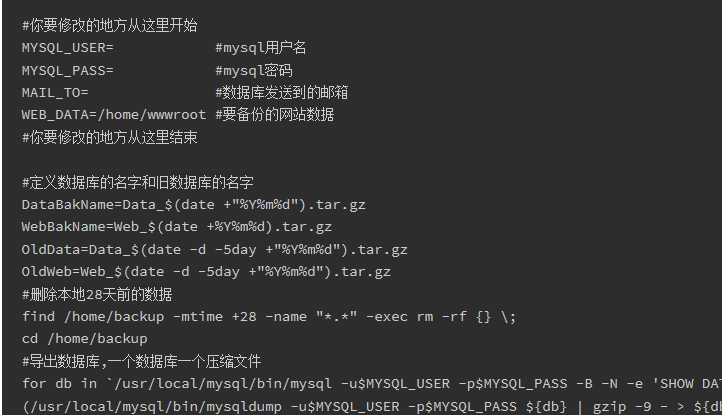 #你要修改的地方从这里开始
MYSQL_USER= #mysql用户名
MYSQL_PASS= #mysql密码
MAIL_TO= #数据库发送到的邮箱
WEB_DATA=/home/wwwroot #要备份的网站数据
#你要修改的地方从这里结束
#定义数据库的名字和旧数据库的名字
DataBakName=Data_$(date +"%Y%m%d").tar.gz
WebBakName=Web_$(date +%Y%m%d).tar.gz
OldData=Data_$(date -d -5day +"%Y%m%d").tar.gz
OldWeb=Web_$(date -d -5day +"%Y%m%d").tar.gz
#删除本地28天前的数据
find /home/backup -mtime +28 -name "*.*" -exec rm -rf {} \;
cd /home/backup
#导出数据库,一个数据库一个压缩文件
for db in `/usr/local/mysql/bin/mysql -u$MYSQL_USER -p$MYSQL_PASS -B -N -e 'SHOW DAT
(/usr/local/mysql/bin/mysqldump -u$MYSQL_USER -p$MYSQL_PASS ${db} | gzip -9 - > ${d